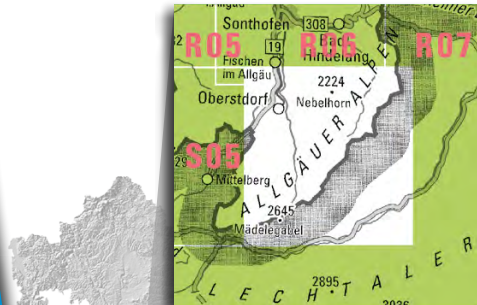 Sonthofen
308
Bad
Hindelang
R05
R06
R07
19
Fischen
im Allgäu
2224
Nebelhorn
Oberstdorf
S05
Mittelberg
ALLGÄUER ALPEN
2645
Mädelegabel
2895
LECHTALER